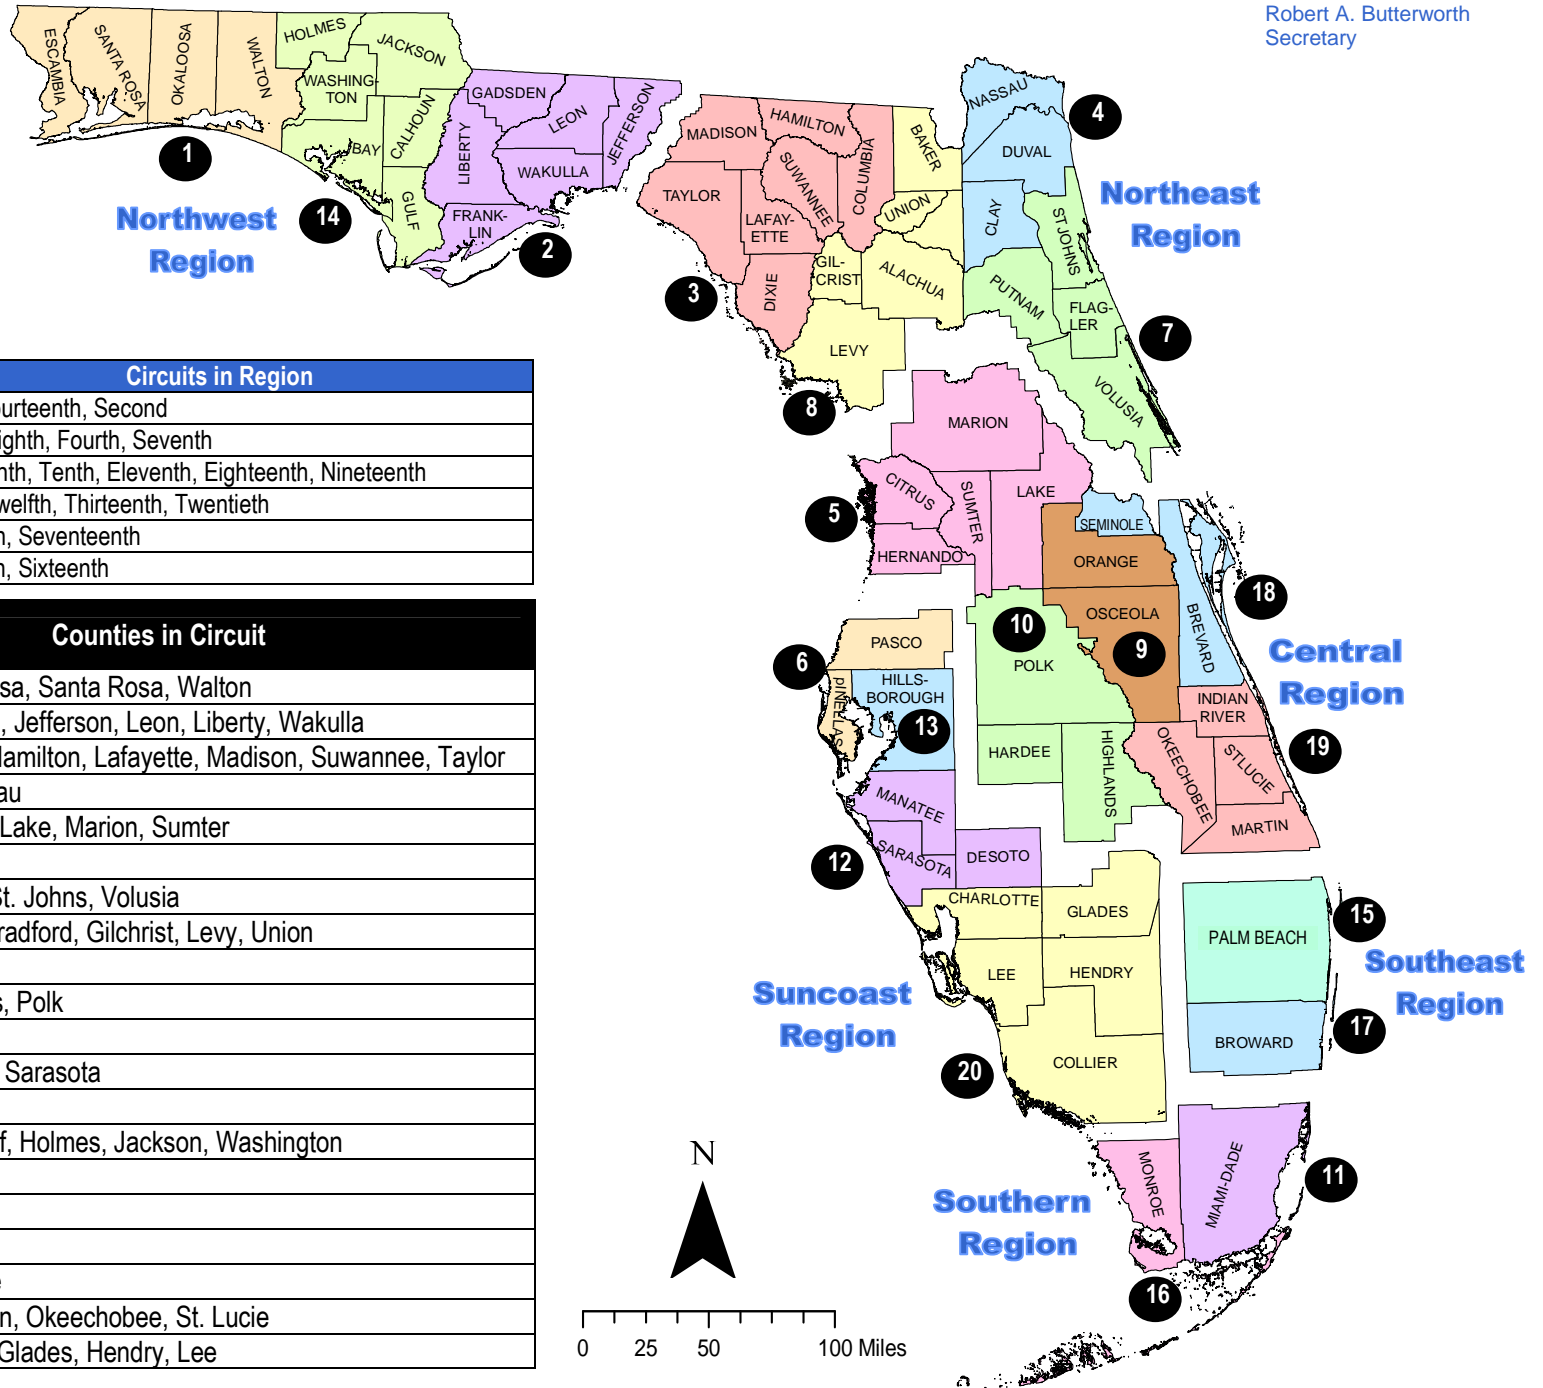 Robert A. Butterworth
Secretary
ESCAMBIA
SANTA ROSA
OKALOOSA
WALTON
HOLMES
JACKSON
WASHING-
TON
BAY
CALHOUN
GULF
GADSDEN
LIBERTY
LEON
JEFFERSON
WAKULLA
FRANK-
LIN
1
14
2
Northwest
Region
MADISON
HAMILTON
TAYLOR
SUWANNEE
COLUMBIA
LAFAY-
ETTE
DIXIE
3
BAKER
UNION
GIL-
CRIST
ALACHUA
LEVY
8
NASSAU
DUVAL
CLAY
4
ST JOHNS
PUTNAM
FLAG-
LER
VOLUSIA
7
Northeast
Region
Circuits in Region
urteenth, Second
ighth, Fourth, Seventh
nth, Tenth, Eleventh, Eighteenth, Nineteenth
welfth, Thirteenth, Twentieth
h, Seventeenth
h, Sixteenth
Counties in Circuit
sa, Santa Rosa, Walton
, Jefferson, Leon, Liberty, Wakulla
Hamilton, Lafayette, Madison, Suwannee, Taylor
au
Lake, Marion, Sumter
St. Johns, Volusia
radford, Gilchrist, Levy, Union
s, Polk
Sarasota
f, Holmes, Jackson, Washington
e
n, Okeechobee, St. Lucie
Glades, Hendry, Lee
MARION
CITRUS
SUMTER
LAKE
HERNANDO
5
SEMINOLE
ORANGE
OSCEOLA
9
BREVARD
18
10
POLK
HARDEE
HIGHLANDS
INDIAN
RIVER
OKEECHOBEE
STLUCIE
MARTIN
19
Central
Region
PASCO
PINELLAS
6
HILLS-
BOROUGH
13
MANATEE
SARASOTA
DESOTO
12
CHARLOTTE
GLADES
LEE
HENDRY
COLLIER
20
Suncoast
Region
PALM BEACH
15
BROWARD
17
Southeast
Region
MONROE
MIAMI-DADE
11
16
Southern
Region
N
0 25 50 100 Miles